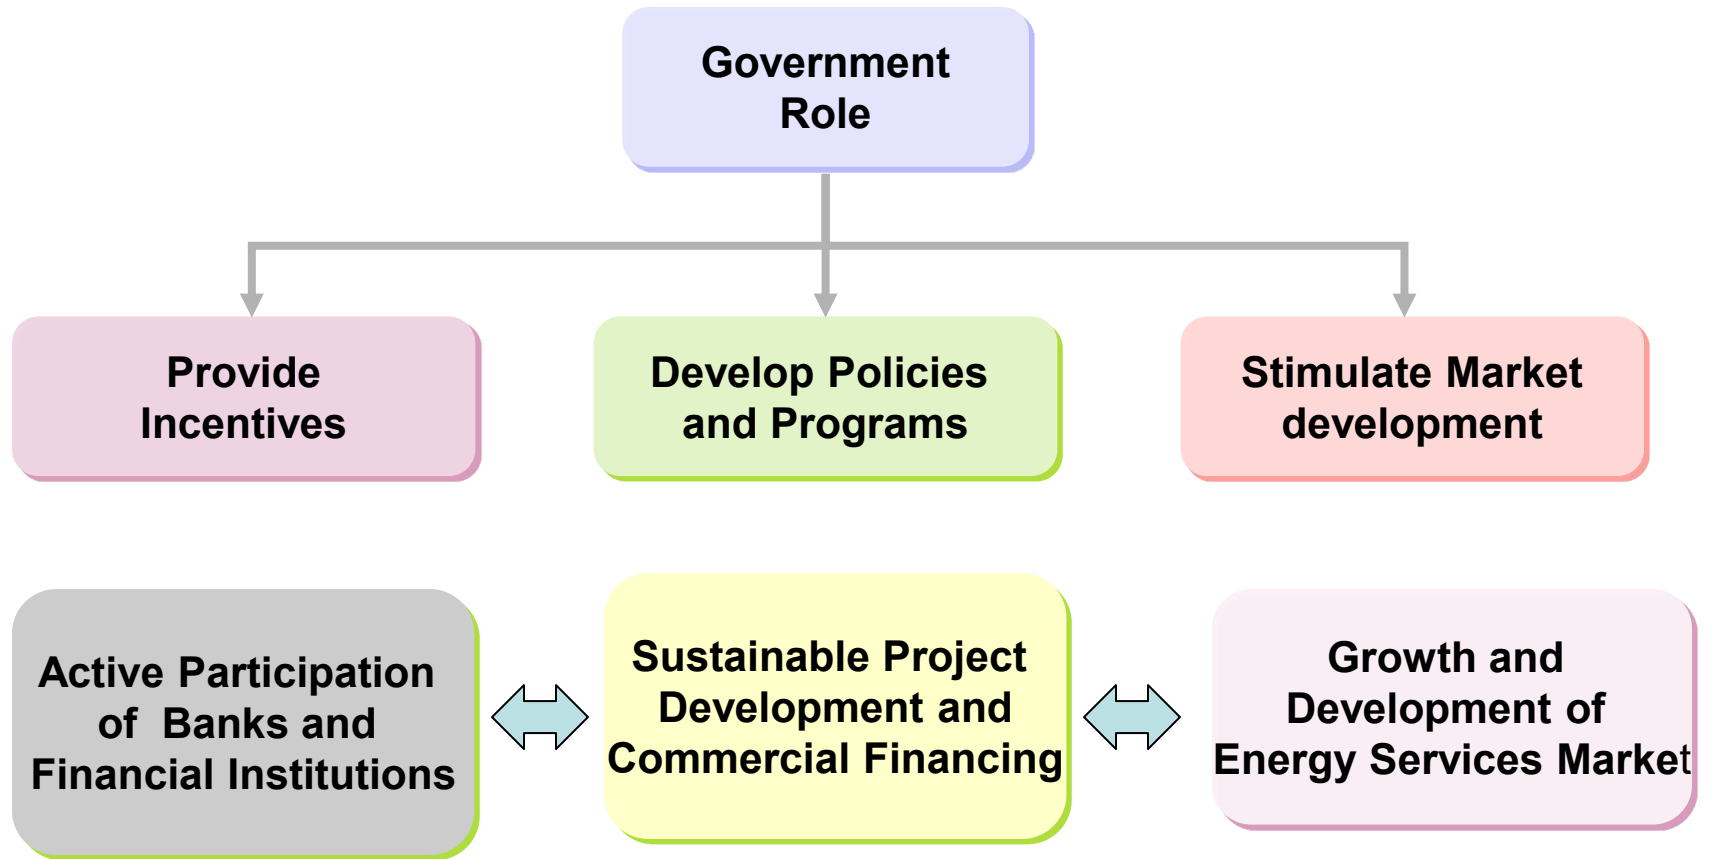 Government
Role
Provide
Incentives
Develop Policies
and Programs
Stimulate Market
development
Active Participation
of Banks and
Financial Institutions
Sustainable Project
Development and
Commercial Financing
Growth and
Development of
Energy Services Market